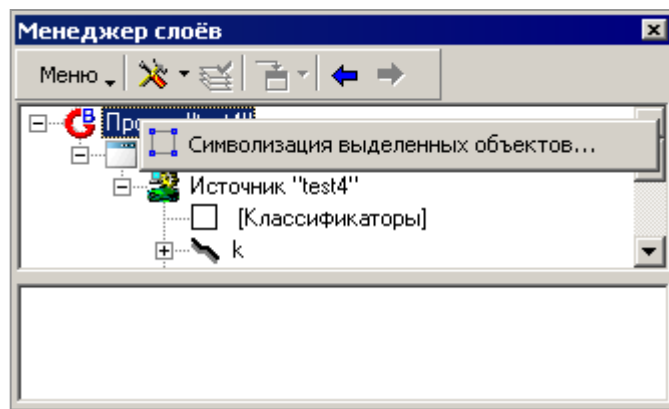 Менеджер слоёв
Меню
Символизация выделенных объектов...
Источник "test4"
[Классификаторы]
k